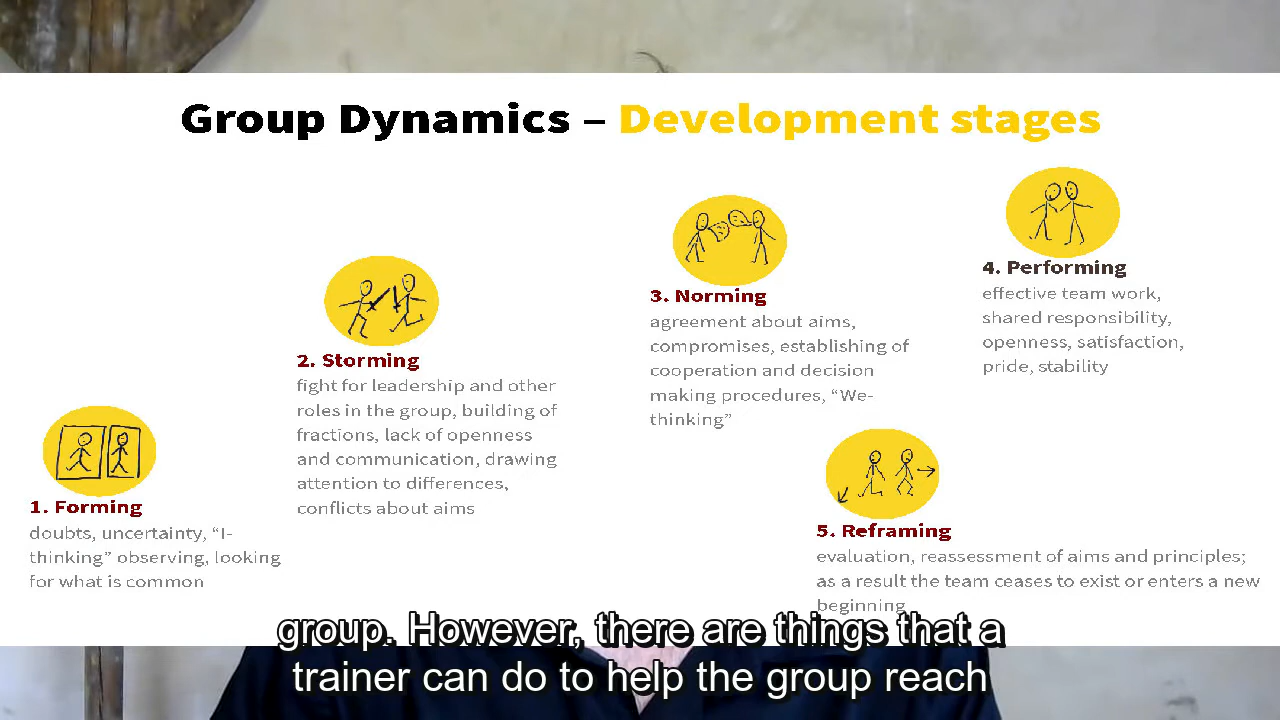 Group Dynamics – Development stages
1. Forming
doubts, uncertainty, “I-
thinking” observing, looking
for what is common
2. Storming
fight for leadership and other
roles in the group, building of
fractions, lack of openness
and communication, drawing
attention to differences,
conflicts about aims
3. Norming
agreement about aims,
compromises, establishing of
cooperation and decision
making procedures, “We-
thinking”
4. Performing
effective team work,
shared responsibility,
openness, satisfaction,
pride, stability
5. Reframing
evaluation, reassessment of aims and principles;
as a result the team ceases to exist or enters a new
beginning
group. However, there are things that a
trainer can do to help the group reach